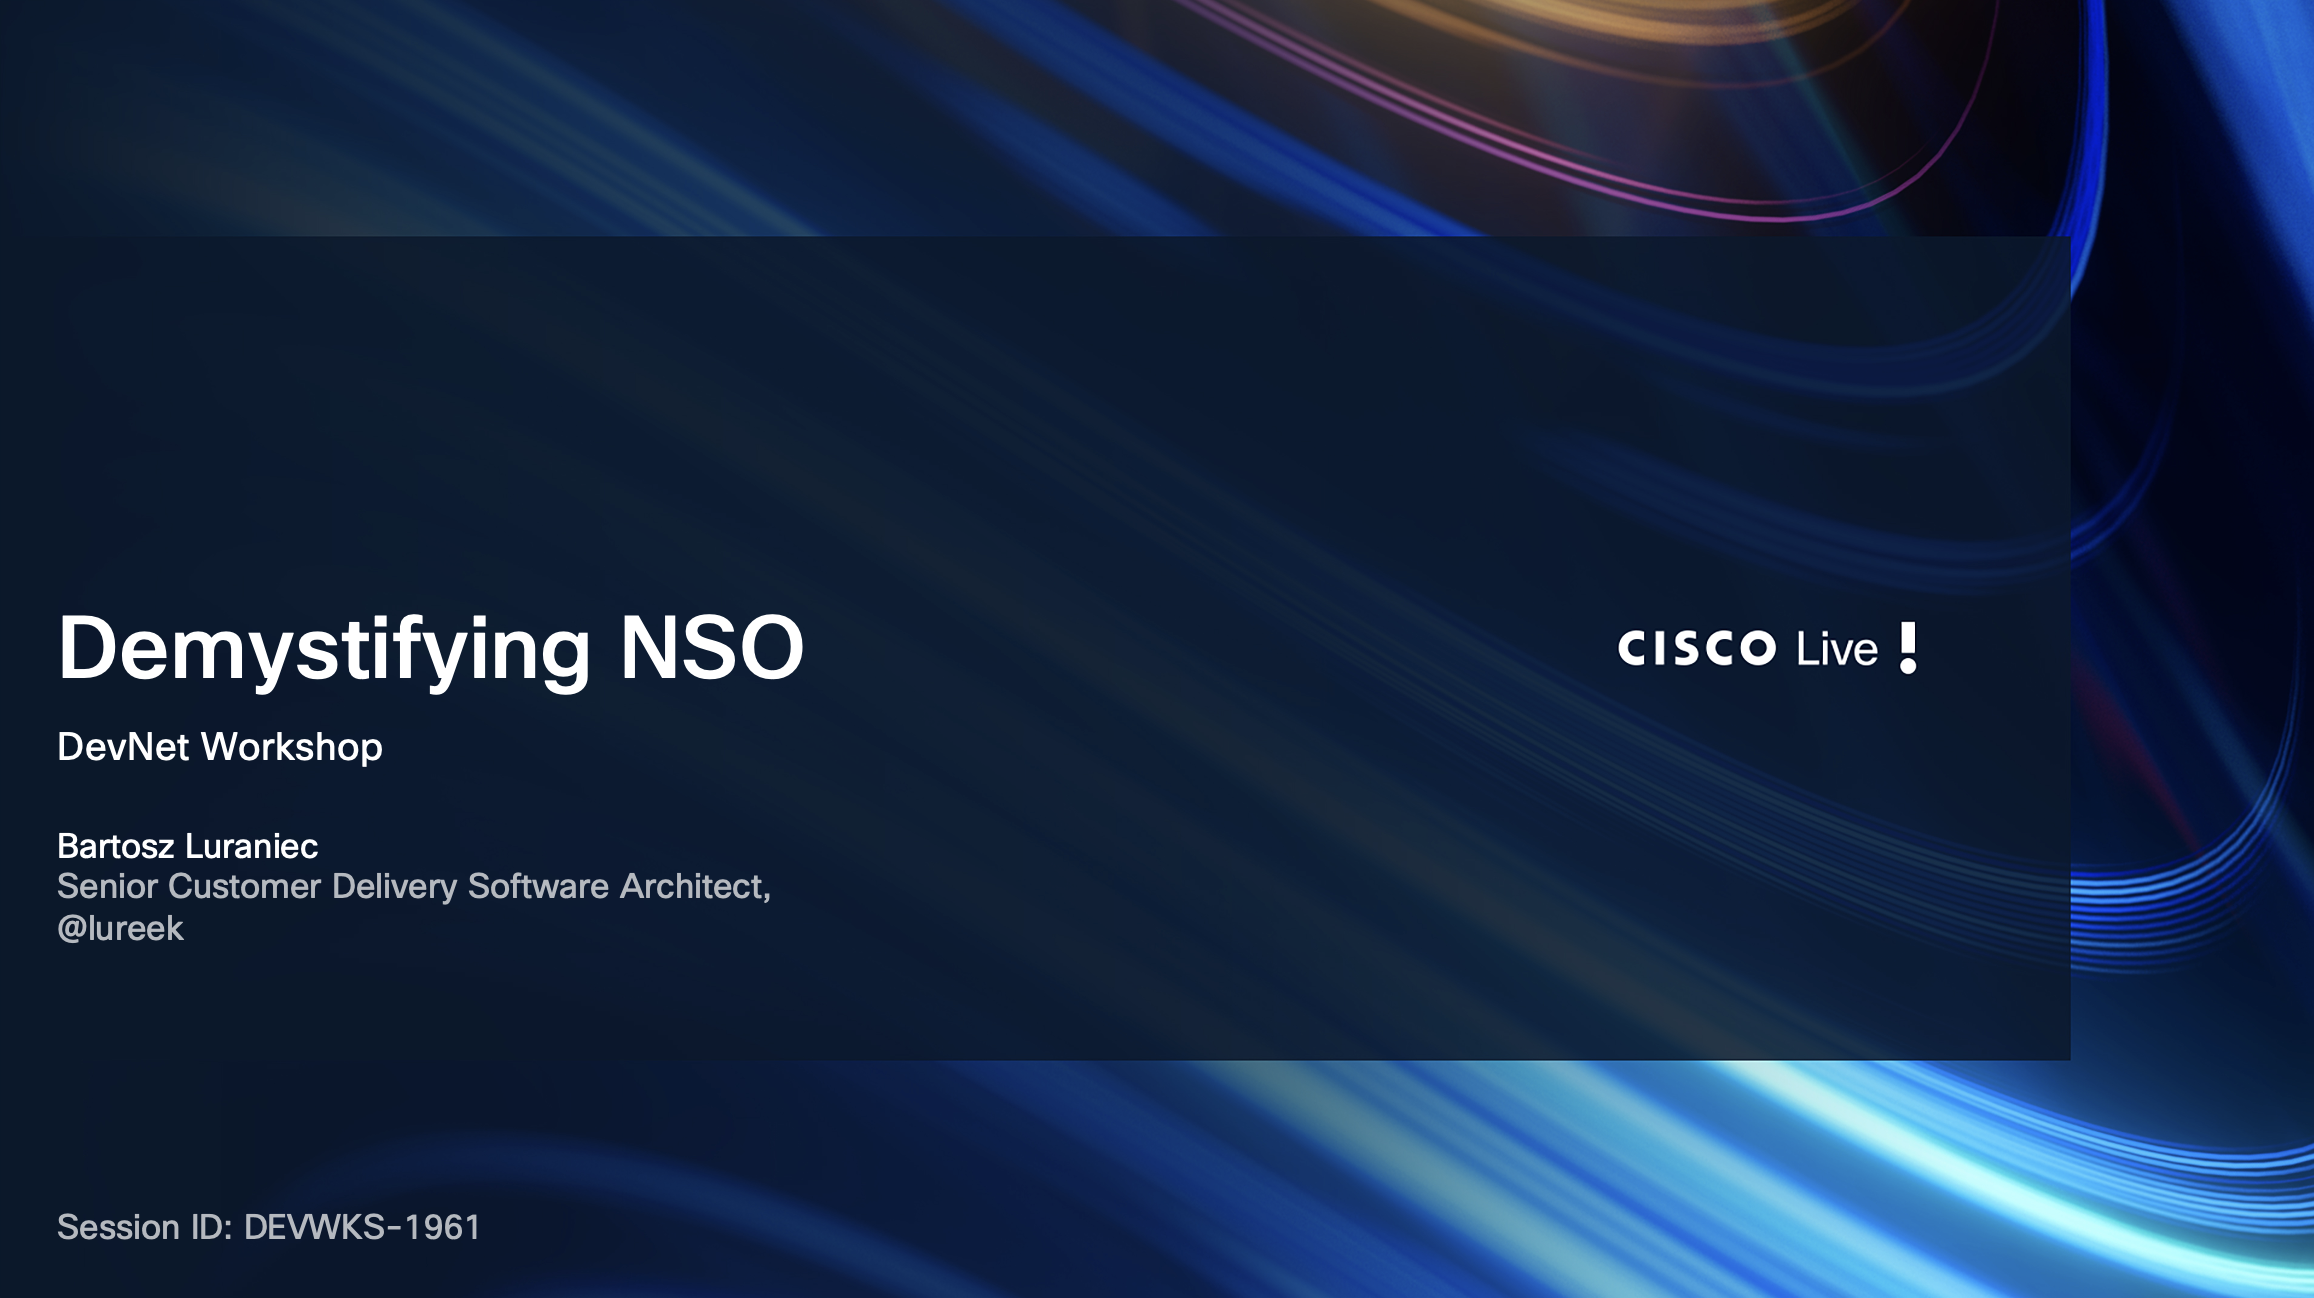 Demystifying NSO
CISCO Live !
DevNet Workshop
Bartosz Luraniec
Senior Customer Delivery Software Architect,
@lureek
Session ID: DEVWKS-1961